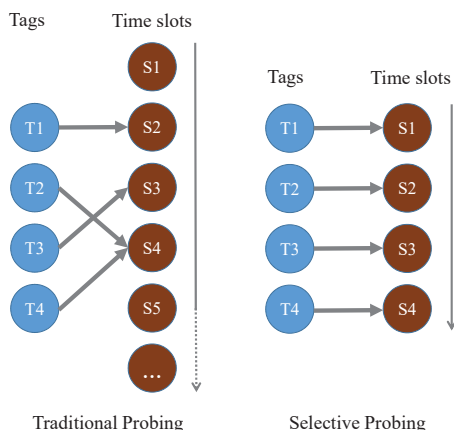 Tags Time slots
S1
T1 S2
T2 S3
T3 S4
T4 S5
...
Traditional Probing
Tags Time slots
T1 S1
T2 S2
T3 S3
T4 S4
Selective Probing